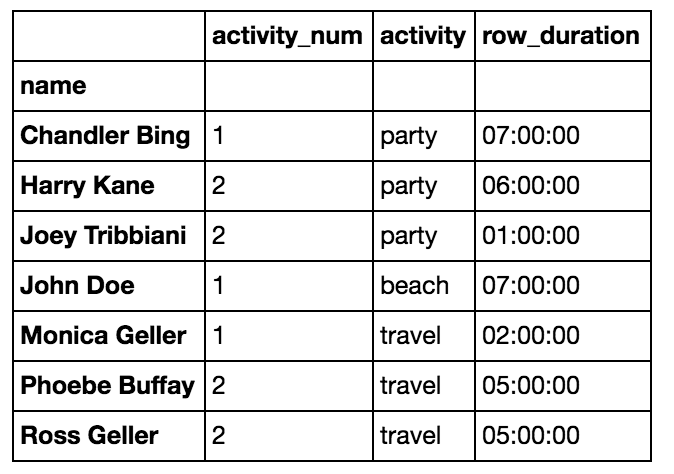 activity_num activity row_duration
name
Chandler Bing 1 party 07:00:00
Harry Kane 2 party 06:00:00
Joey Tribbiani 2 party 01:00:00
John Doe 1 beach 07:00:00
Monica Geller 1 travel 02:00:00
Phoebe Buffay 2 travel 05:00:00
Ross Geller 2 travel 05:00:00